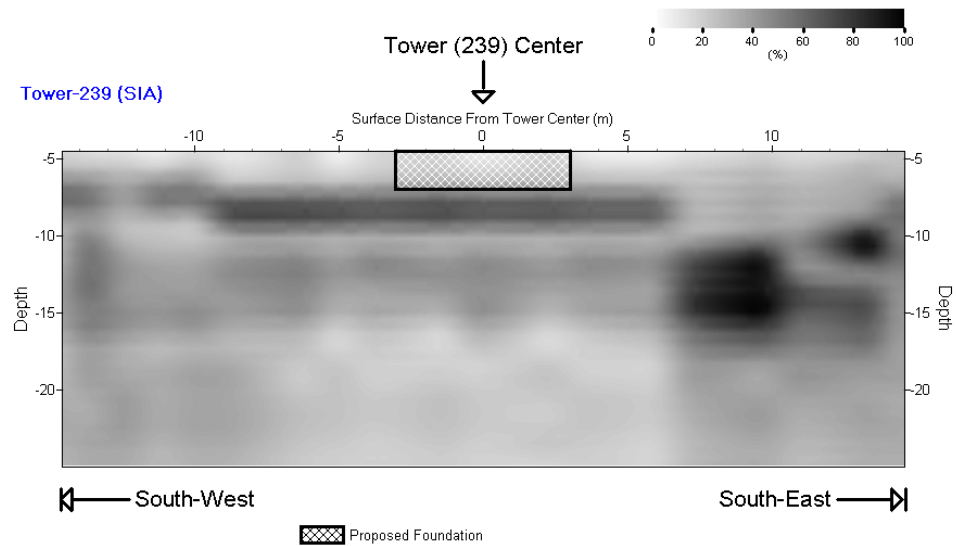 0 20 40 60 80 100
(%)
Tower (239) Center
Tower-239 (SIA)
Surface Distance From Tower Center (m)
-10 -5 0 5 10
-5 -5
-10 -10
Depth Depth
-15 -15
-20 -20
South-West South-East
Proposed Foundation